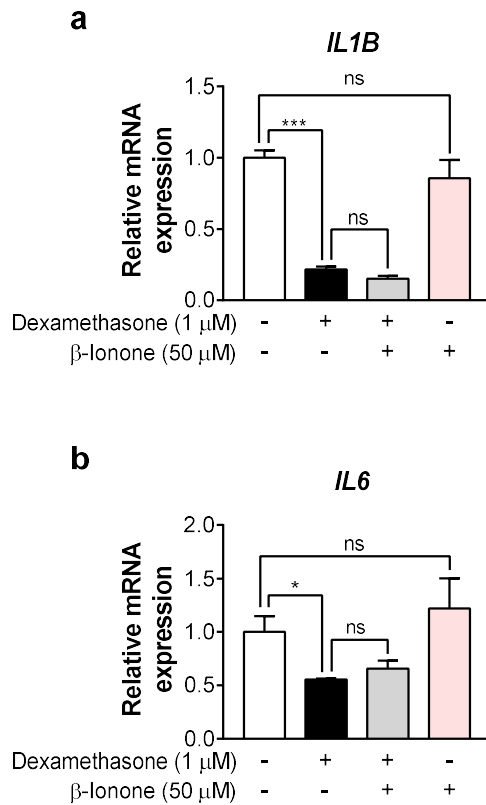 a
IL1B
Relative mRNA
expression
1.5
1.0
0.5
0.0
ns
***
ns
Dexamethasone (1 μM) - + + -
β-Ionone (50 μM) - - + +
b
IL6
Relative mRNA
expression
2.0
1.5
1.0
0.5
0.0
ns
*
ns
Dexamethasone (1 μM) - + + -
β-Ionone (50 μM) - - + +